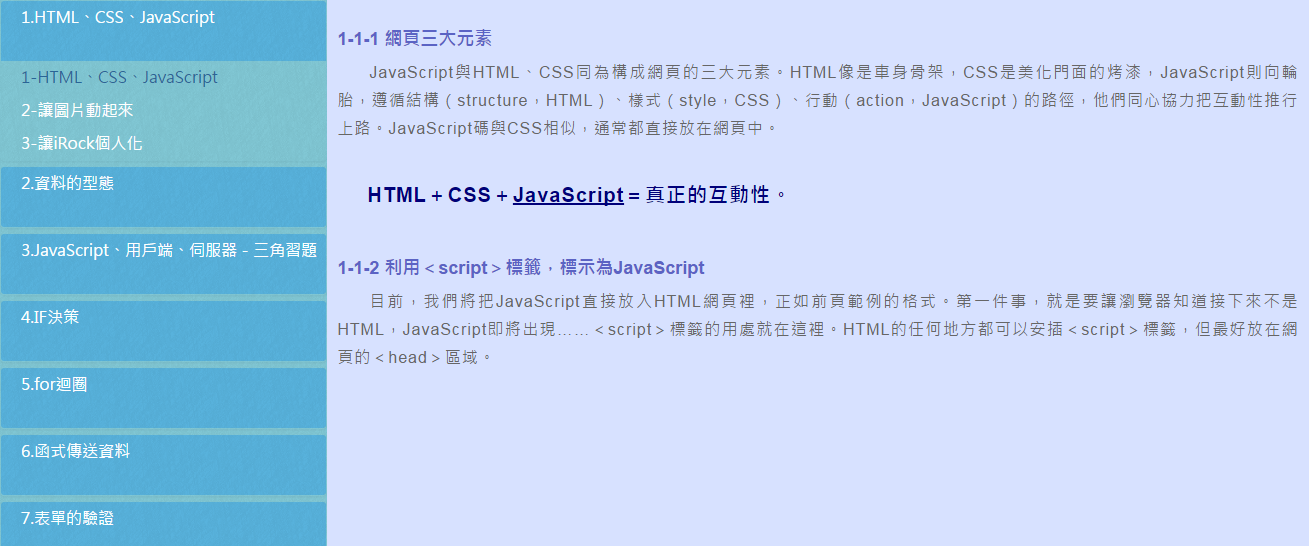 1.HTML、CSS、JavaScript
1-HTML、CSS、JavaScript
2-讓圖片動起來
3-讓iRock個人化
2.資料的型態
3.JavaScript、用戶端、伺服器－三角習題
4.IF決策
5.for迴圈
6.函式傳送資料
7.表單的驗證
1-1-1 網頁三大元素
JavaScript與HTML、CSS同為構成網頁的三大元素。HTML像是車身骨架，CSS是美化門面的烤漆，JavaScript則向輪
胎，遵循結構（structure，HTML）、樣式（style，CSS）、行動（action，JavaScript）的路徑，他們同心協力把互動性推行
上路。JavaScript碼與CSS相似，通常都直接放在網頁中。
HTML＋CSS＋JavaScript＝真正的互動性。
1-1-2 利用＜script＞標籤，標示為JavaScript
目前，我們將把JavaScript直接放入HTML網頁裡，正如前頁範例的格式。第一件事，就是要讓瀏覽器知道接下來不是
HTML，JavaScript即將出現……＜script＞標籤的用處就在這裡。HTML的任何地方都可以安插＜script＞標籤，但最好放在網
頁的＜head＞區域。